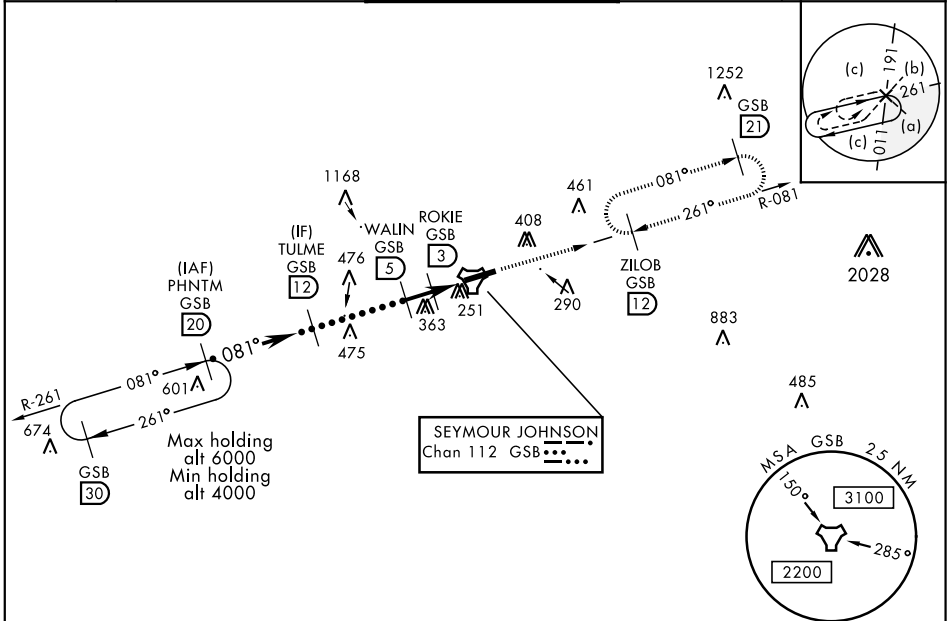 1252
GSB
21
(c)
191
(b)
261
(a)
(c)
011
081°
261°
R-081
1168
461
408
ROKIE
GSB
3
WALIN
GSB
5
(IF)
TULME
GSB
12
476
(IAF)
PHNTM
GSB
20
ZILOB
GSB
12
2028
290
251
363
475
081°
081°
601
R-261
261°
674
883
485
Max holding
alt 6000
Min holding
alt 4000
GSB
30
SEYMOUR JOHNSON
Chan 112 GSB
MSA GSB 25 NM
150°
3100
285°
2200